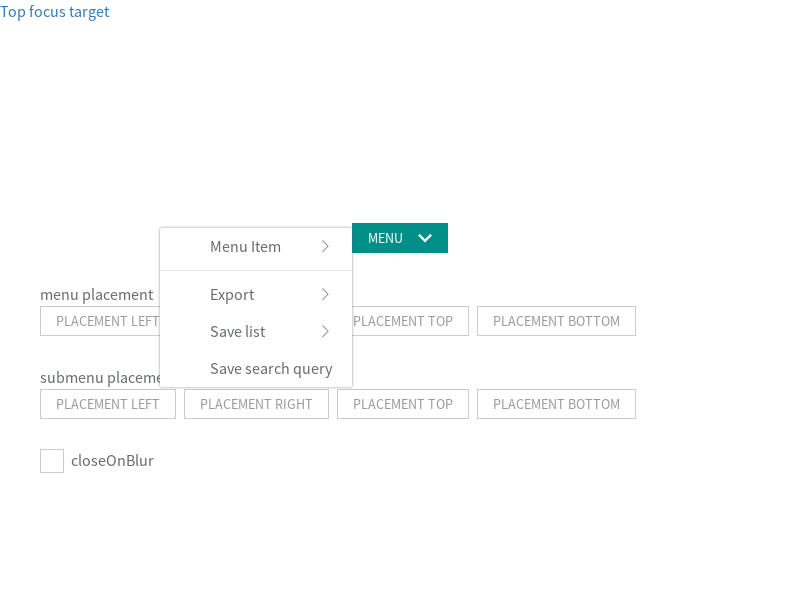 Top focus target
MENU
Menu Item
menu placement
Export
PLACEMENT LEFT
PLACEMENT TOP
PLACEMENT BOTTOM
Save list
Save search query
submenu
PLACEMENT LEFT
PLACEMENT RIGHT
PLACEMENT TOP
PLACEMENT BOTTOM
closeOnBlur